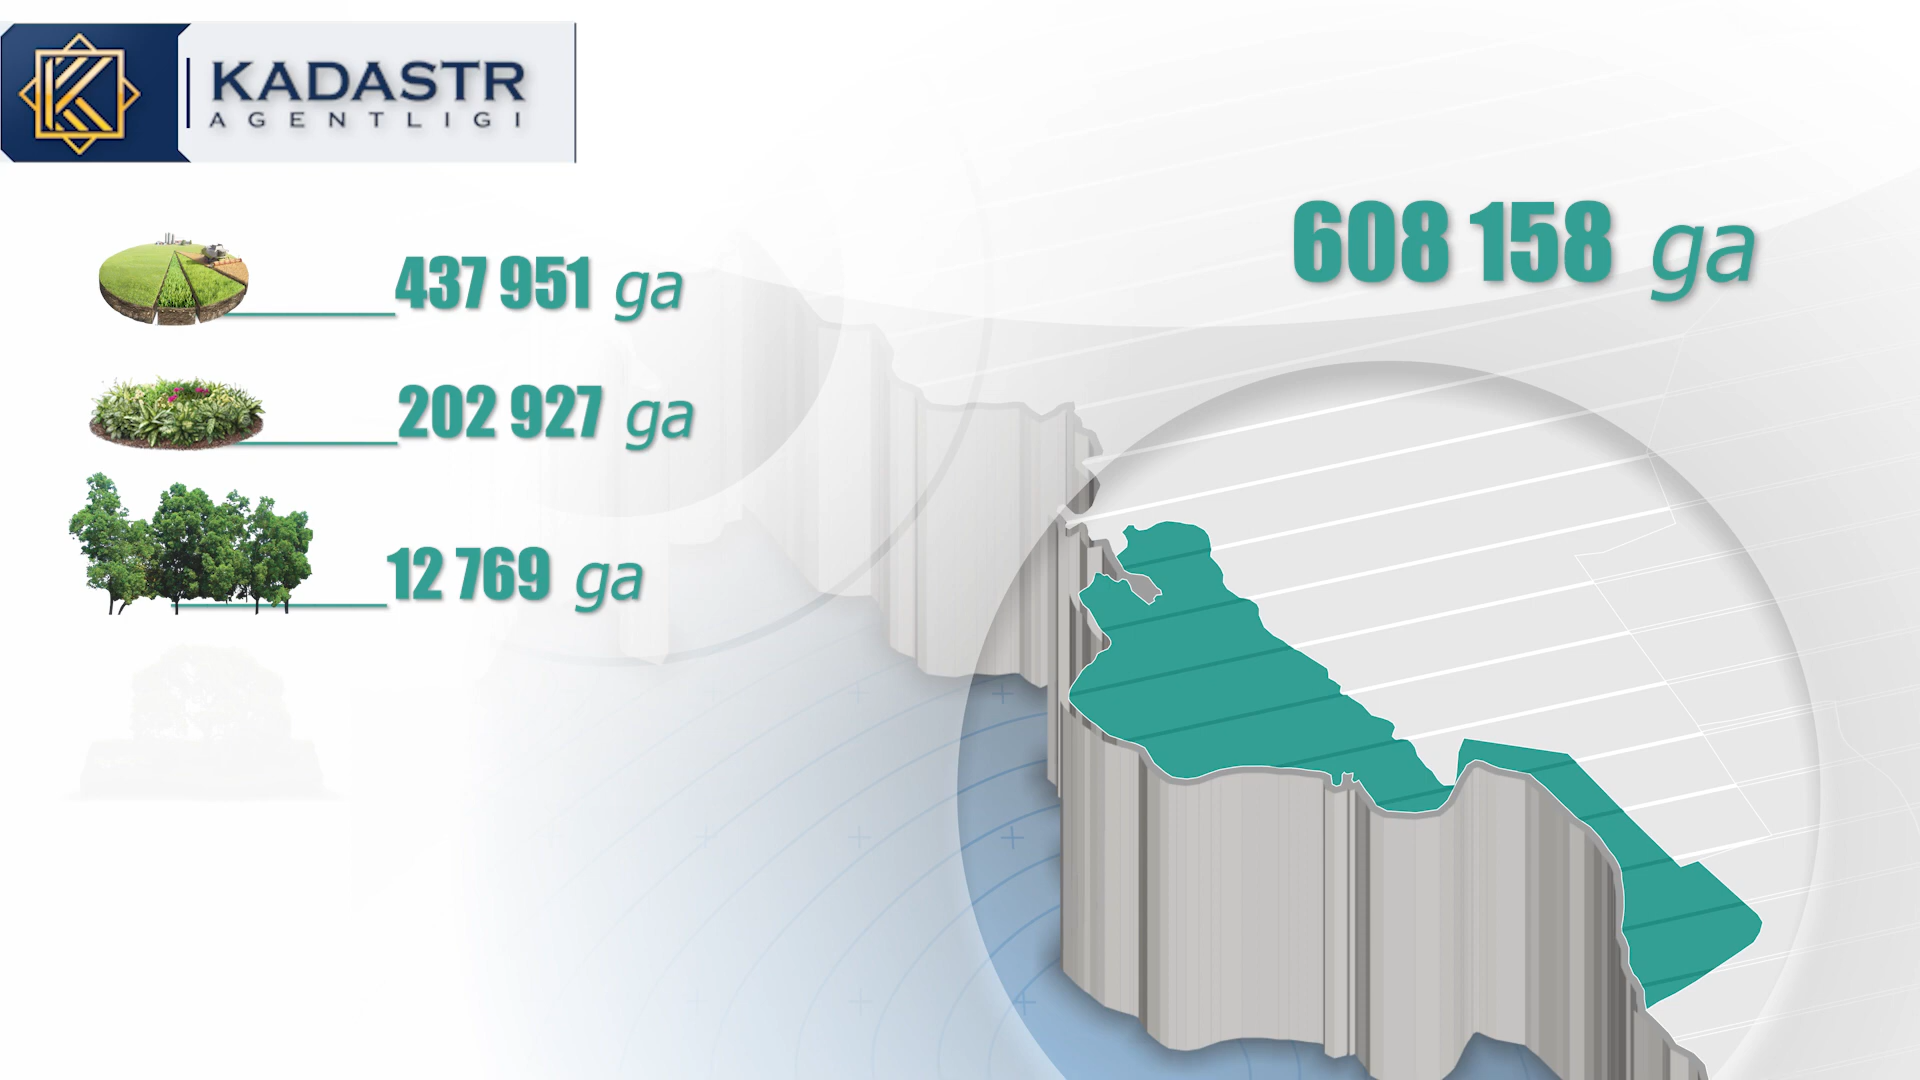 KADASTR
AGENTLIGI
608 158 ga
437 951 ga
202 927 ga
12 769 ga